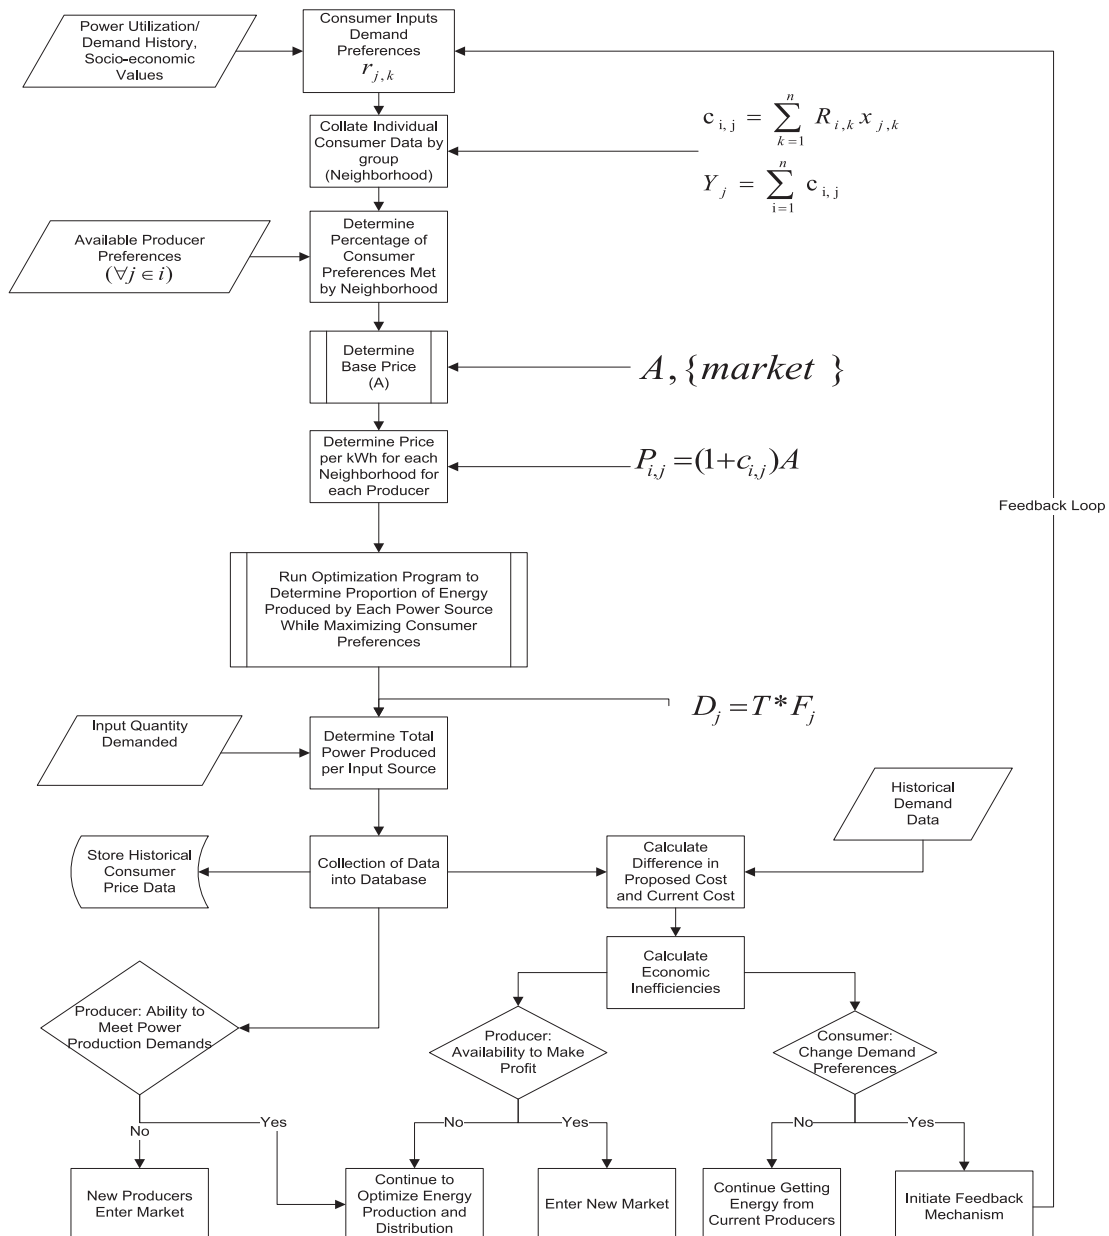 Power Utilization/
Demand History,
Socio-economic
Values
Consumer Inputs
Demand
Preferences
r_{j,k}
Collate Individual
Consumer Data by
group
(Neighborhood)
c_{i,j} = \sum_{k=1}^{n} R_{i,k} x_{j,k}
Y_j = \sum_{i=1}^{n} c_{i,j}
Available Producer
Preferences
(∀j ∈ i)
Determine
Percentage of
Consumer
Preferences Met
by Neighborhood
Determine
Base Price
(A)
A, {market }
Determine Price
per kWh for each
Neighborhood for
each Producer
P_{i,j} = (1+c_{i,j})A
Feedback Loop
Run Optimization Program to
Determine Proportion of Energy
Produced by Each Power Source
While Maximizing Consumer
Preferences
D_j = T * F_j
Input Quantity
Demanded
Determine Total
Power Produced
per Input Source
Historical
Demand
Data
Store Historical
Consumer
Price Data
Collection of Data
into Database
Calculate
Difference in
Proposed Cost
and Current Cost
Calculate
Economic
Inefficiencies
Producer: Ability to
Meet Power
Production Demands
Producer:
Availability to Make
Profit
Consumer:
Change Demand
Preferences
No
Yes
No
Yes
No
Yes
New Producers
Enter Market
Continue to
Optimize Energy
Production and
Distribution
Enter New Market
Continue Getting
Energy from
Current Producers
Initiate Feedback
Mechanism